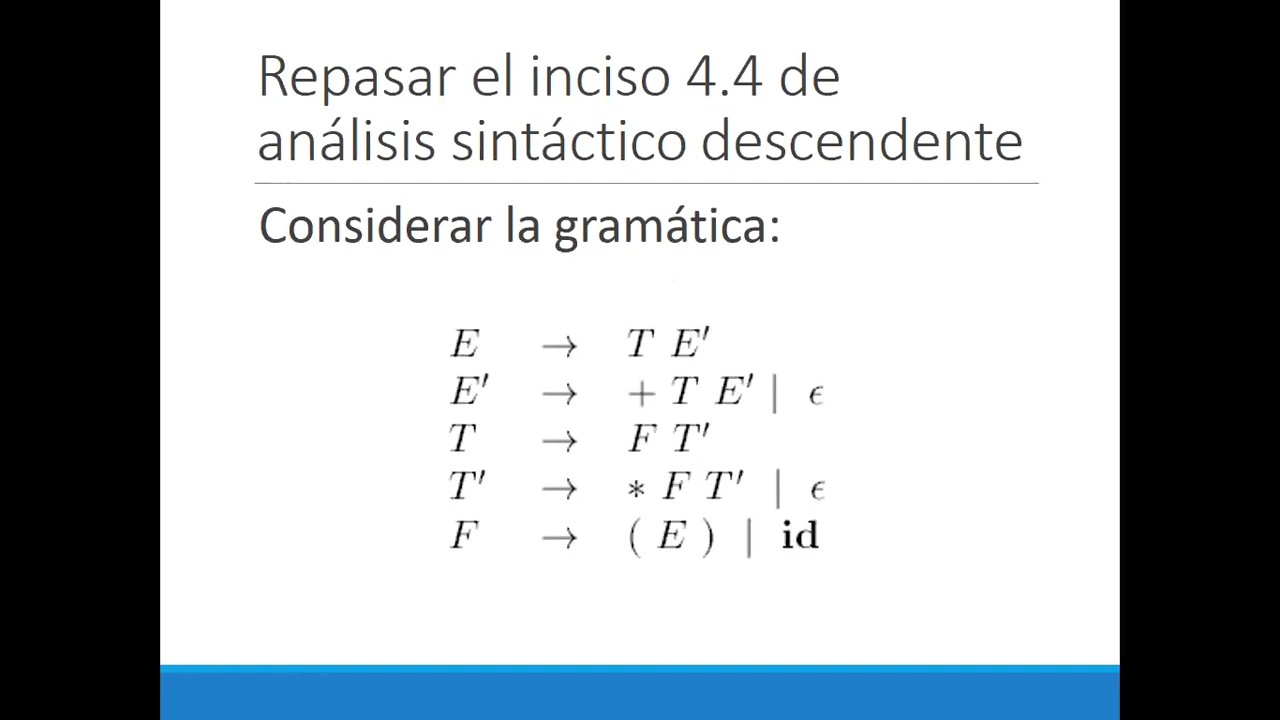 Repasar el inciso 4.4 de
análisis sintáctico descendente
Considerar la gramática:
E → T E′
E′ → + T E′ | ϵ
T → F T′
T′ → ∗ F T′ | ϵ
F → ( E ) | id